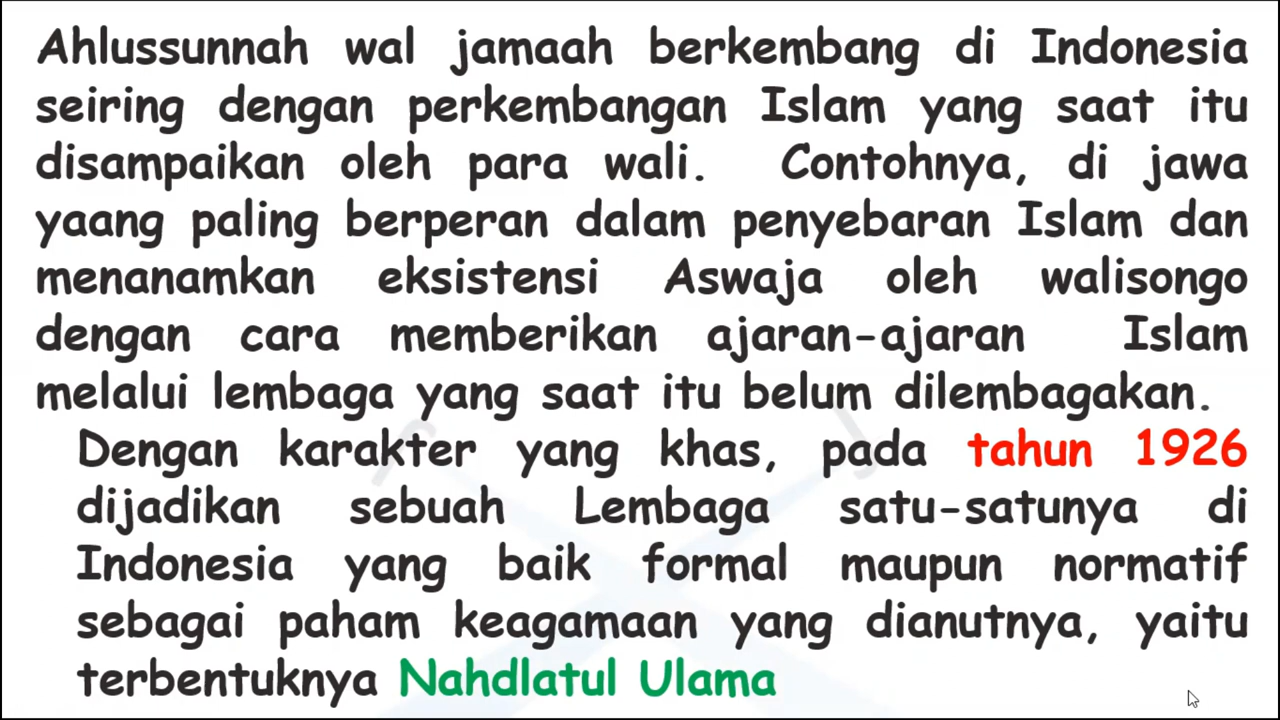 Ahlussunnah wal jamaah berkembang di Indonesia
seiring dengan perkembangan Islam yang saat itu
disampaikan oleh para wali. Contohnya, di jawa
yaang paling berperan dalam penyebaran Islam dan
menanamkan eksistensi Aswaja oleh walisongo
dengan cara memberikan ajaran-ajaran Islam
melalui lembaga yang saat itu belum dilembagakan.
Dengan karakter yang khas, pada tahun 1926
dijadikan sebuah Lembaga satu-satunya di
Indonesia yang baik formal maupun normatif
sebagai paham keagamaan yang dianutnya, yaitu
terbentuknya Nahdlatul Ulama